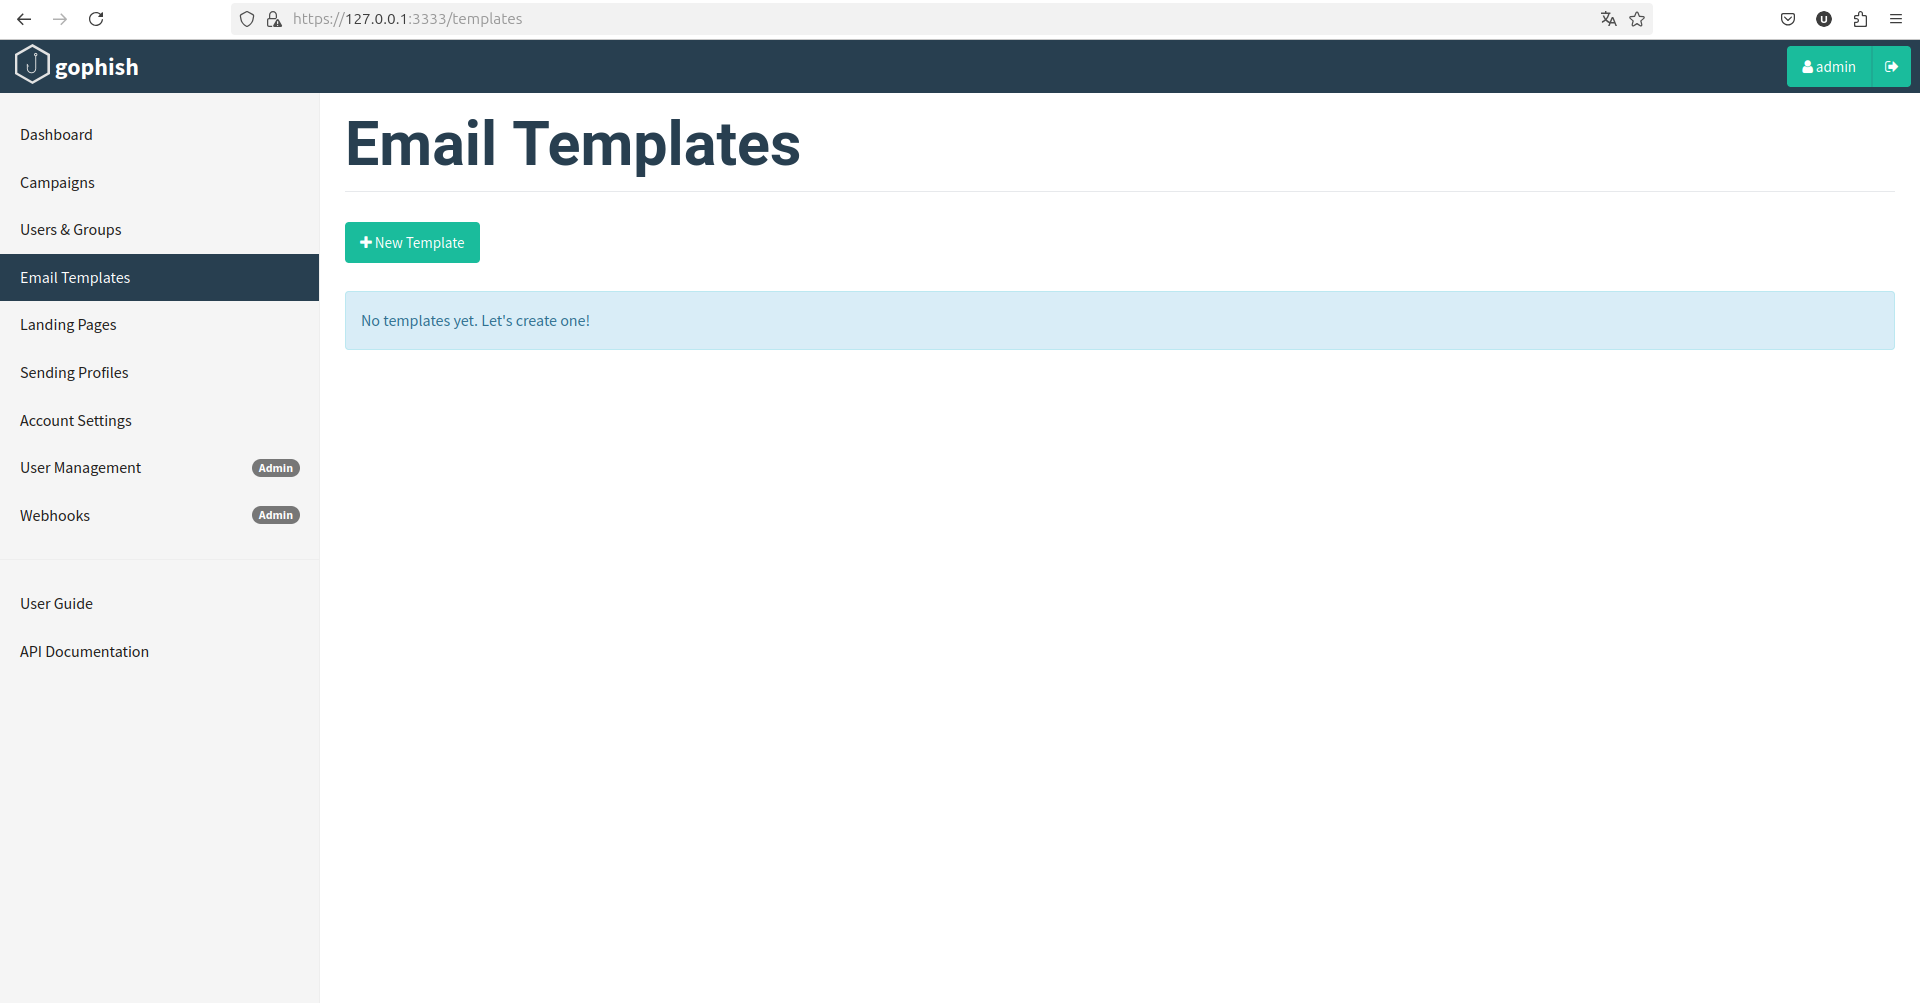 https://127.0.0.1:3333/templates
U
gophish
admin
Dashboard
Campaigns
Users & Groups
Email Templates
Landing Pages
Sending Profiles
Account Settings
User Management Admin
Webhooks Admin
User Guide
API Documentation
Email Templates
New Template
No templates yet. Let's create one!